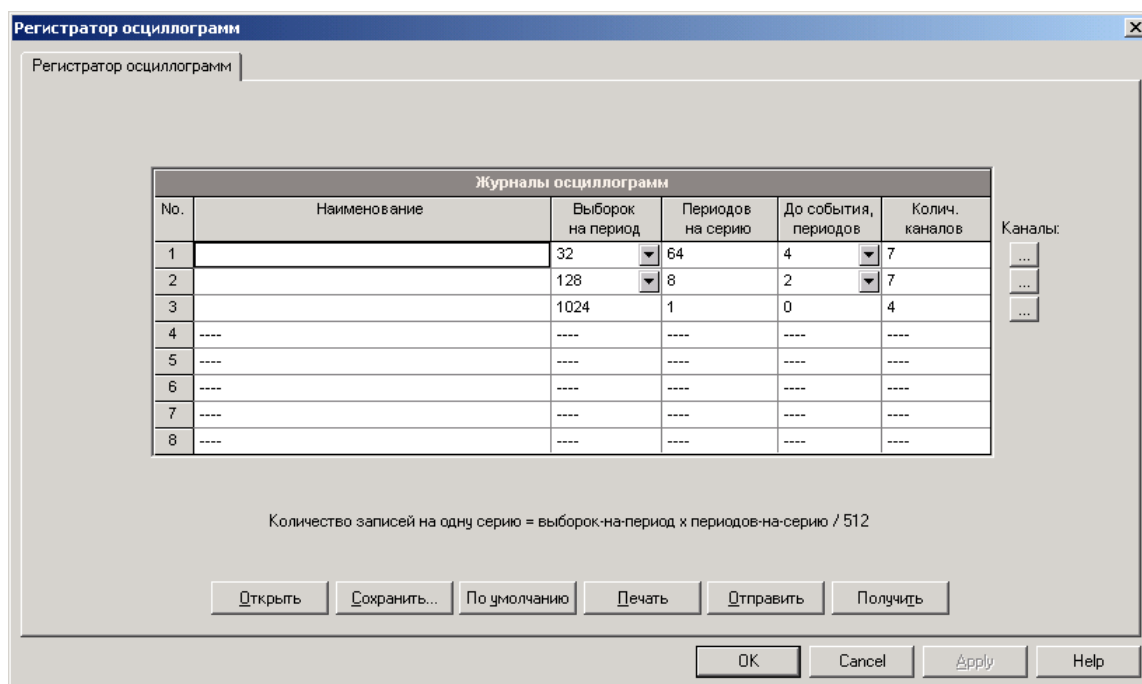 Регистратор осциллограмм
Регистратор осциллограмм
Журналы осциллограмм
No. Наименование Выборок на период Периодов на серию До события, периодов Колич. каналов Каналы:
1 32 64 4 7 ...
2 128 8 2 7 ...
3 1024 1 0 4 ...
4 ---- ---- ---- ---- ----
5 ---- ---- ---- ---- ----
6 ---- ---- ---- ---- ----
7 ---- ---- ---- ---- ----
8 ---- ---- ---- ---- ----
Количество записей на одну серию = выборок-на-период x периодов-на-серию / 512
Открыть Сохранить... По умолчанию Печать Отправить Получить
OK Cancel Apply Help